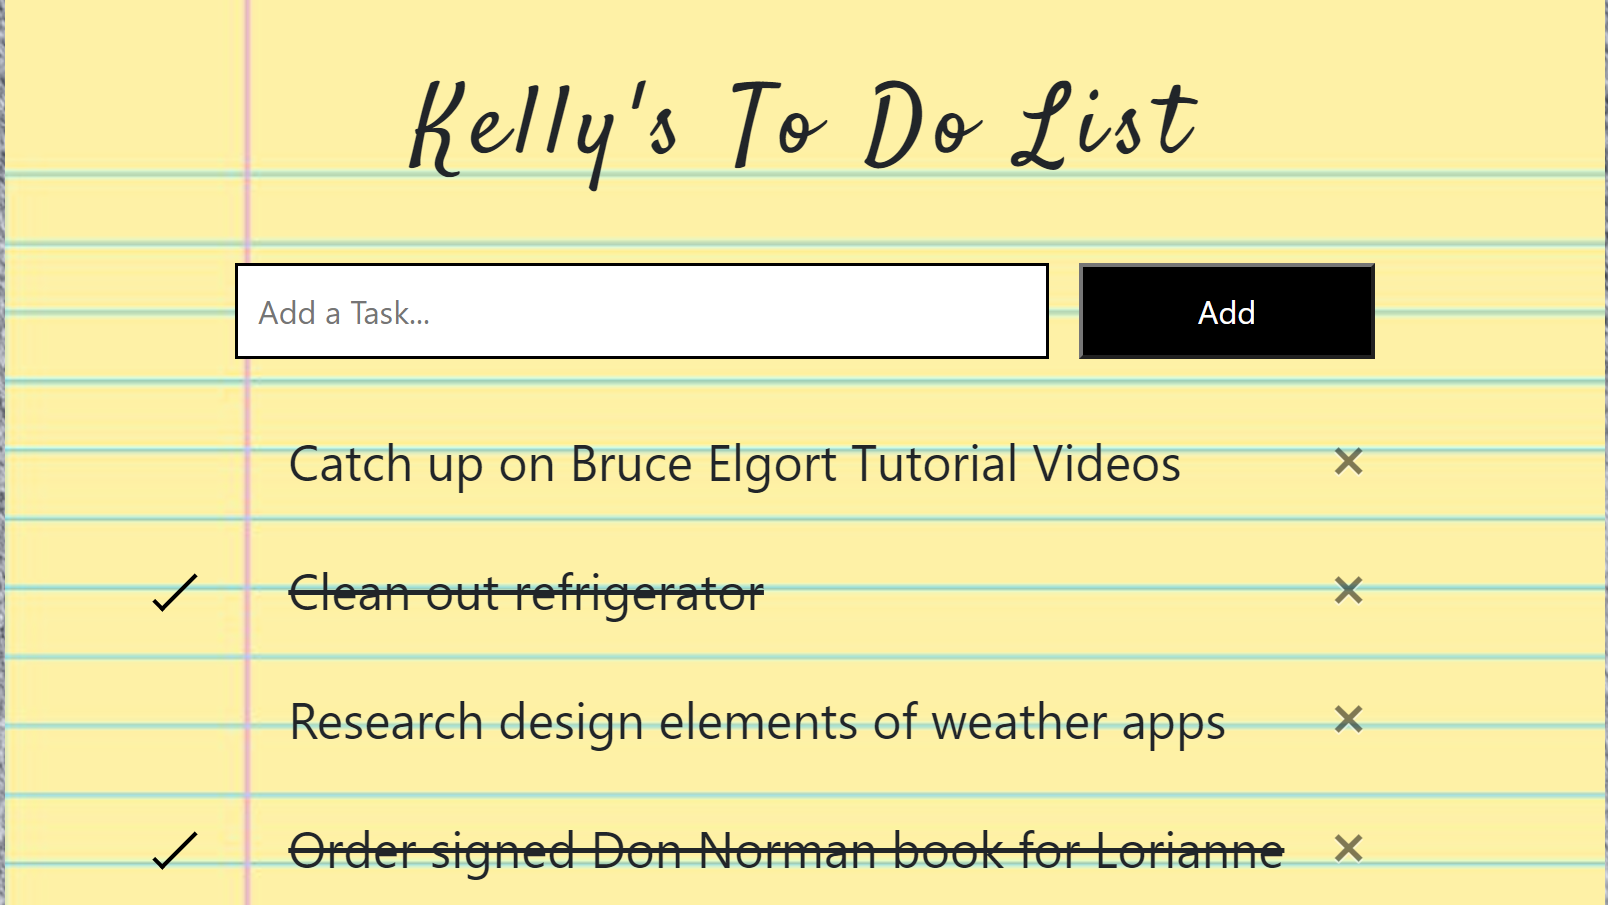 Kelly's To Do List
Add a Task...
Add
Catch up on Bruce Elgort Tutorial Videos
Clean out refrigerator
Research design elements of weather apps
Order signed Don Norman book for Lorianne